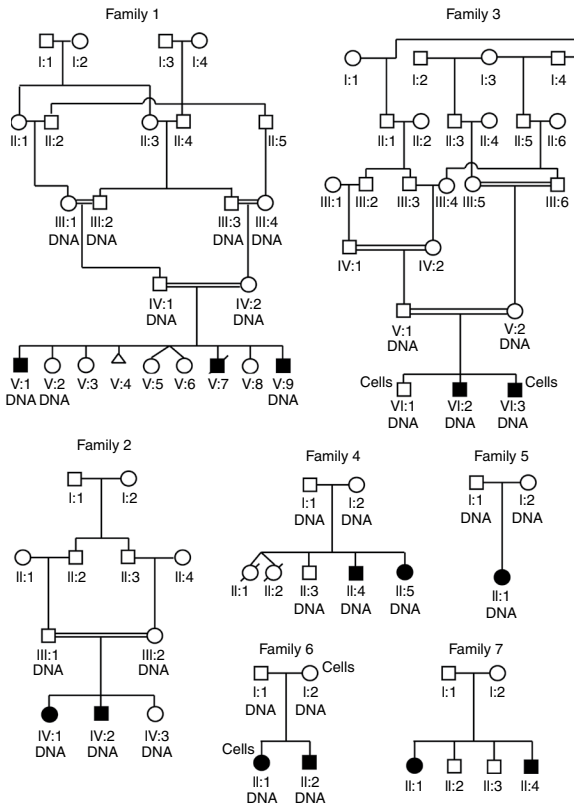 Family 1
I:1 I:2 I:3 I:4
II:1 II:2 II:3 II:4 II:5
III:1 III:2 III:3 III:4
DNA DNA DNA DNA
IV:1 IV:2
DNA DNA
V:1 V:2 V:3 V:4 V:5 V:6 V:7 V:8 V:9
DNA DNA DNA
Family 3
I:1 I:2 I:3 I:4
II:1 II:2 II:3 II:4 II:5 II:6
III:1 III:2 III:3 III:4 III:5 III:6
IV:1 IV:2
V:1 V:2
DNA DNA
Cells Cells
VI:1 VI:2 VI:3
DNA DNA DNA
Family 2
I:1 I:2
II:1 II:2 II:3 II:4
III:1 III:2
DNA DNA
IV:1 IV:2 IV:3
DNA DNA DNA
Family 4
I:1 I:2
DNA DNA
II:1 II:2 II:3 II:4 II:5
DNA DNA DNA
Family 5
I:1 I:2
DNA DNA
II:1
DNA
Family 6
Cells
I:1 I:2
DNA DNA
Cells
II:1 II:2
DNA DNA
Family 7
I:1 I:2
II:1 II:2 II:3 II:4